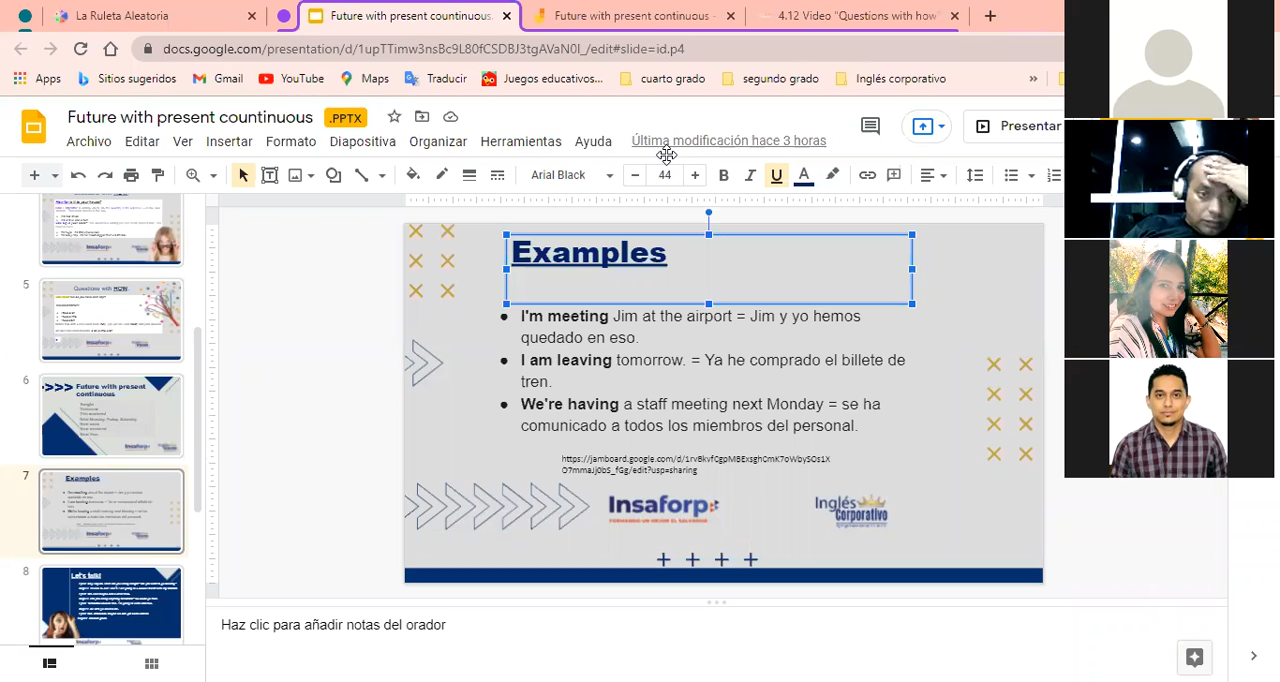 La Ruleta Aleatoria
Future with present countinuous
Future with present continuous -
4.12 Video "Questions with how"
docs.google.com/presentation/d/1upTTimw3nsBc9L80fCSDBJ3tgAVaN0I_/edit#slide=id.p4
Apps
Sitios sugeridos
Gmail
YouTube
Maps
Traducir
Juegos educativos...
cuarto grado
segundo grado
Inglés corporativo
Future with present countinuous
.PPTX
Archivo
Editar
Ver
Insertar
Formato
Diapositiva
Organizar
Herramientas
Ayuda
Última modificación hace 3 horas
Presentar
Arial Black
44
B
I
U
A
Examples
I'm meeting Jim at the airport = Jim y yo hemos
quedado en eso.
I am leaving tomorrow. = Ya he comprado el billete de
tren.
We're having a staff meeting next Monday = se ha
comunicado a todos los miembros del personal.
Insaforp
Inglés
Corporativo
5
Questions with HOW
6
Future with present
continuous
7
Examples
8
Let's talk!
Haz clic para añadir notas del orador